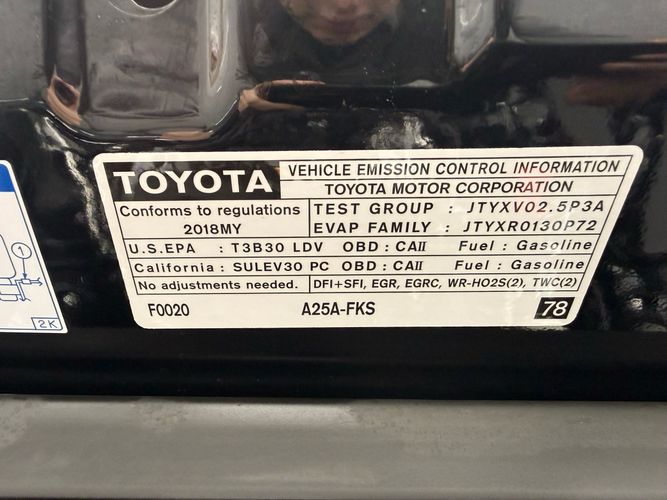 TOYOTA
VEHICLE EMISSION CONTROL INFORMATION
TOYOTA MOTOR CORPORATION
Conforms to regulations
2018MY
TEST GROUP : JTYXV02.5P3A
EVAP FAMILY : JTYXR0130P72
U.S.EPA : T3B30 LDV OBD : CAII Fuel : Gasoline
California : SULEV30 PC OBD : CAII Fuel : Gasoline
No adjustments needed. DFI+SFI, EGR, EGRC, WR-HO2S(2), TWC(2)
F0020 A25A-FKS 78
1
2K